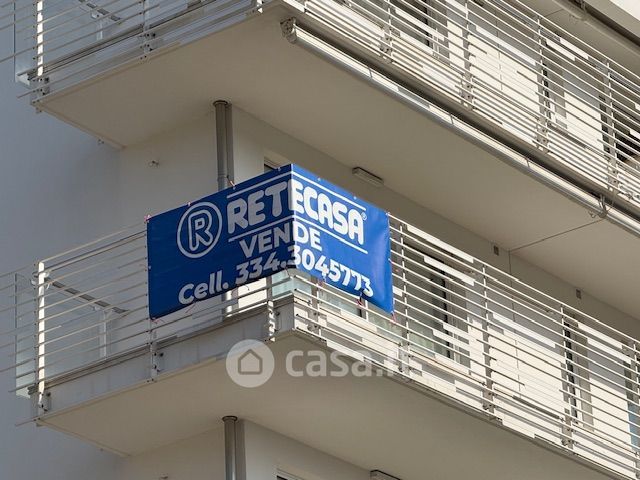 R RETECASA®
VENDE
Cell. 334.3045773
casa.it